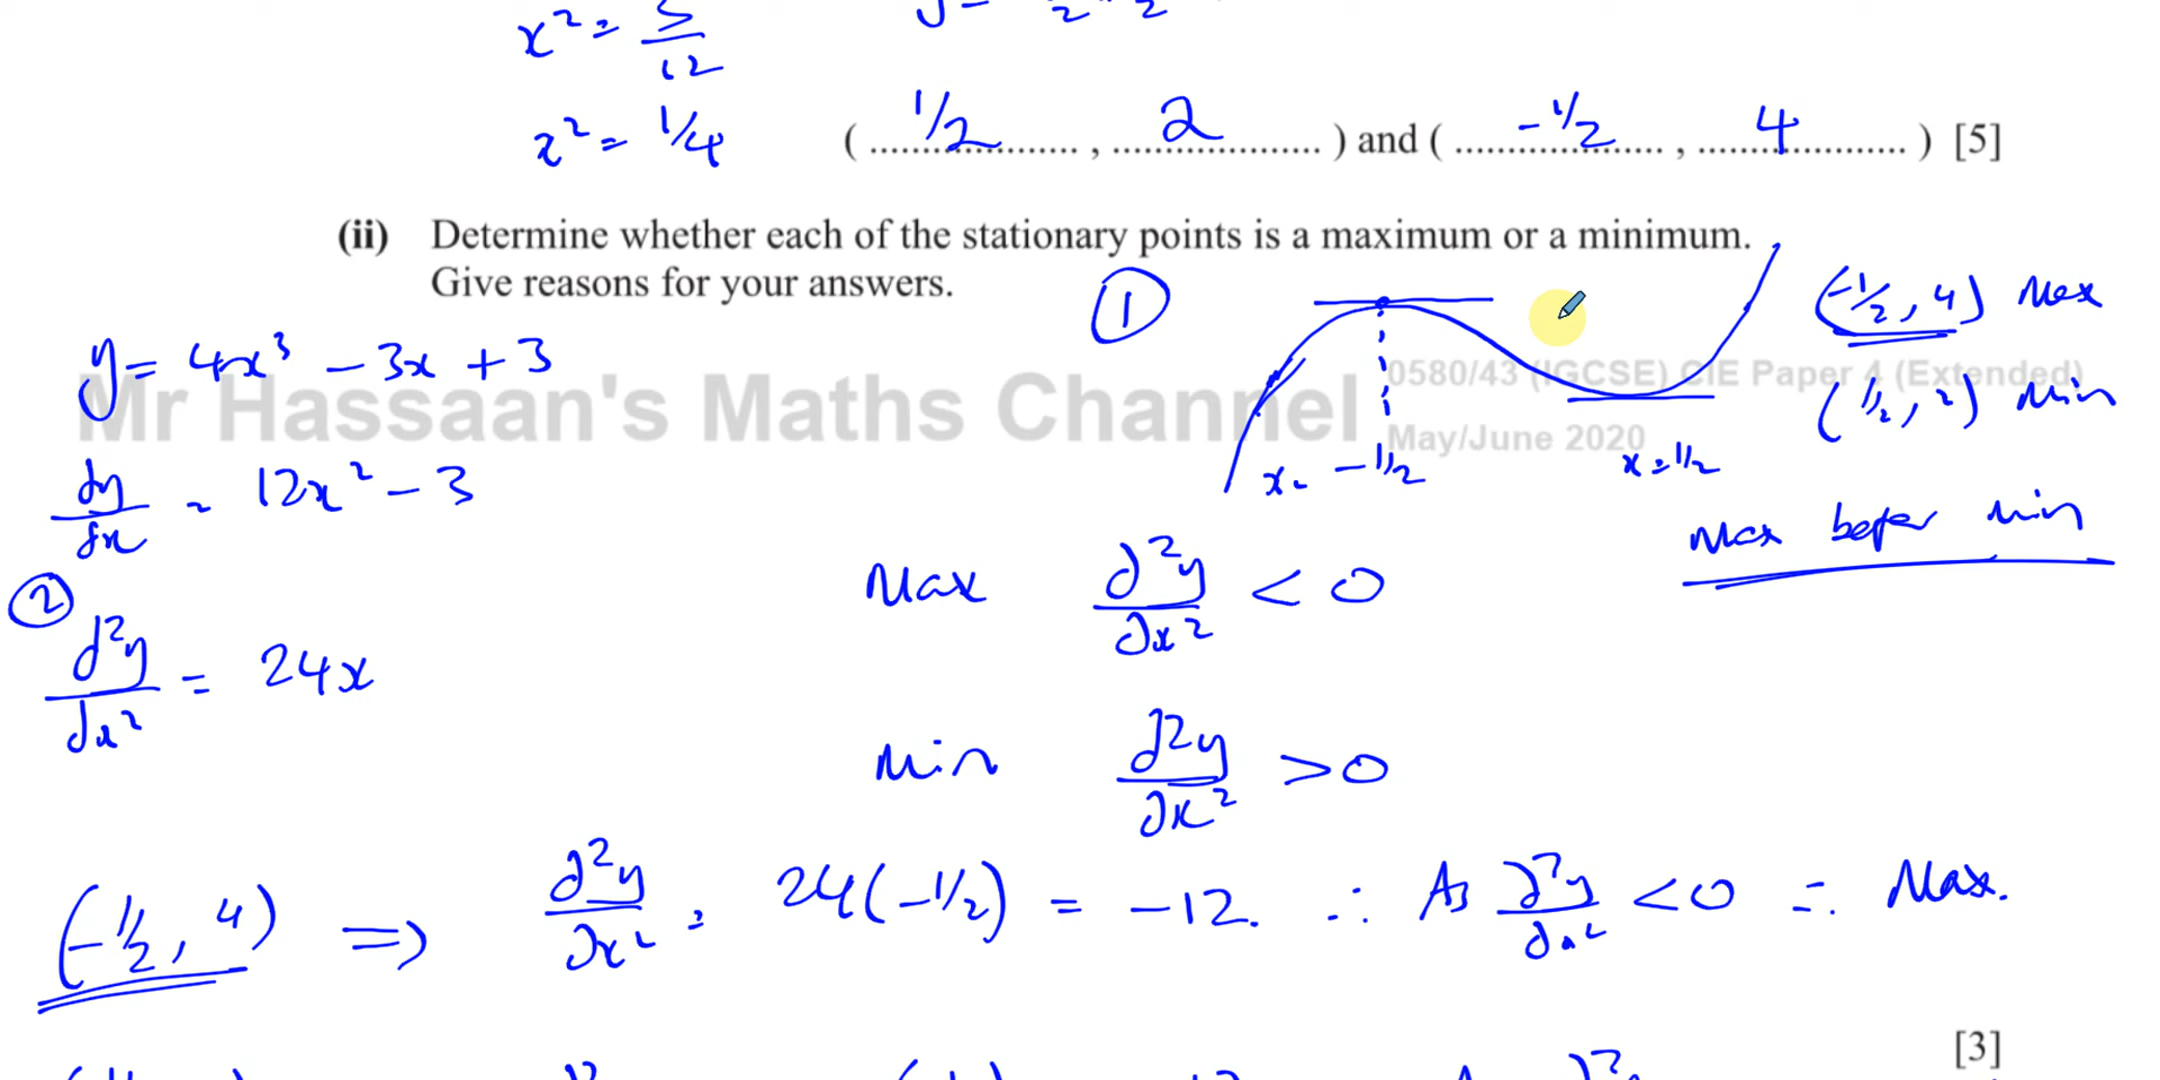 x² = 3/12
x² = 1/4 ( 1/2 , 2 ) and ( -1/2 , 4 ) [5]
(ii) Determine whether each of the stationary points is a maximum or a minimum.
Give reasons for your answers.
① (-1/2, 4) Max
y = 4x³ - 3x + 3
Mr Hassaan's Maths Channel
0580/43 (IGCSE) CIE Paper 4 (Extended)
May/June 2020
(1/2, 2) Min
x = -1/2 x = 1/2
dy/dx = 12x² - 3
Max before min
Max d²y/dx² < 0
② d²y/dx² = 24x
Min d²y/dx² > 0
(-1/2, 4) ⇒ d²y/dx² = 24(-1/2) = -12. ∴ As d²y/dx² < 0 ∴ Max.
[3]